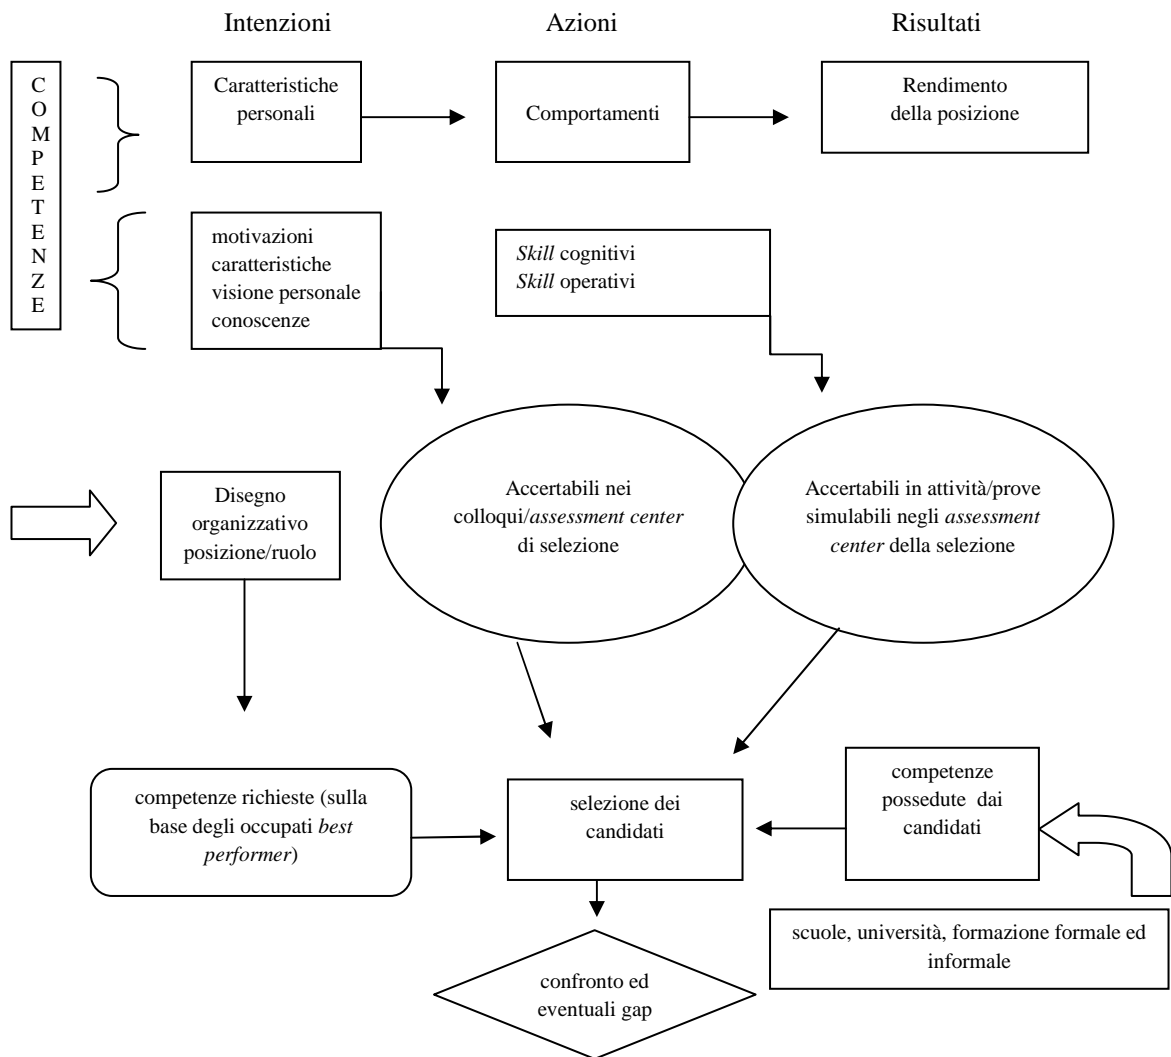 Intenzioni
Azioni
Risultati
COMPETENZE
Caratteristiche
personali
Comportamenti
Rendimento
della posizione
motivazioni
caratteristiche
visione personale
conoscenze
Skill cognitivi
Skill operativi
Disegno
organizzativo
posizione/ruolo
Accertabili nei
colloqui/assessment center
di selezione
Accertabili in attività/prove
simulabili negli assessment
center della selezione
competenze richieste (sulla
base degli occupati best
performer)
selezione dei
candidati
competenze
possedute dai
candidati
scuole, università, formazione formale ed
informale
confronto ed
eventuali gap